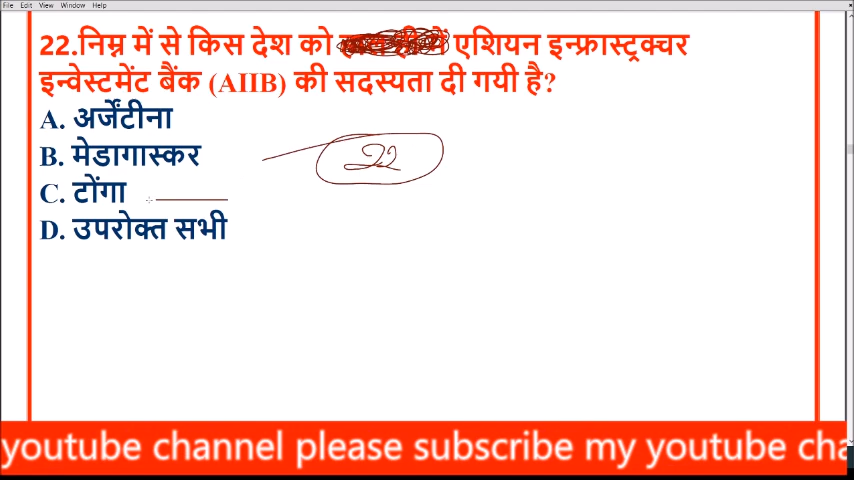 File Edit View Window Help
22.निम्न में से किस देश को एशियन इन्फ्रास्ट्रक्चर
इन्वेस्टमेंट बैंक (AIIB) की सदस्यता दी गयी है?
A. अर्जेंटीना
B. मेडागास्कर
22
C. टोंगा
D. उपरोक्त सभी
youtube channel please subscribe my youtube cha